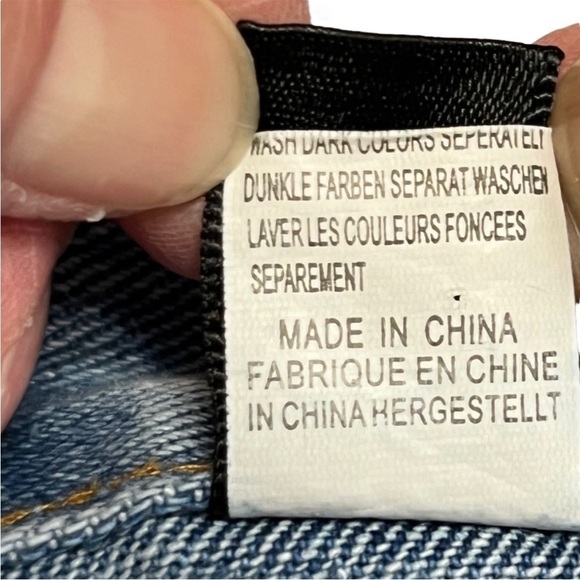 WASH DARK COLORS SEPERATELY
DUNKLE FARBEN SEPARAT WASCHEN
LAVER LES COULEURS FONCEES
SEPAREMENT
MADE IN CHINA
FABRIQUE EN CHINE
IN CHINA HERGESTELLT